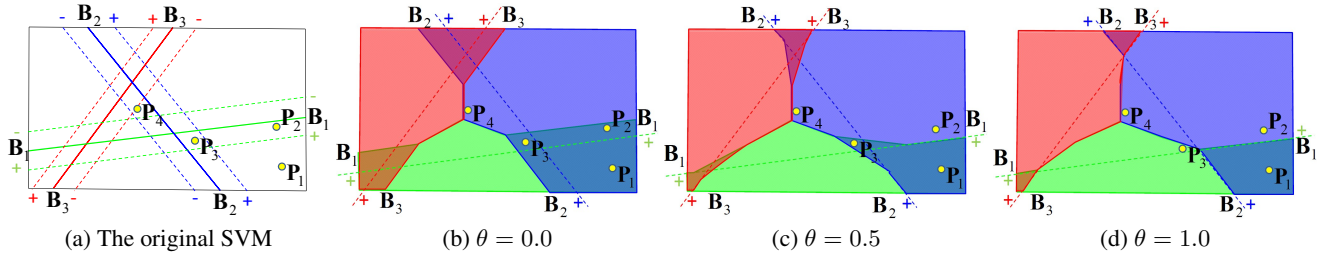 - B₂ + + B₃ -
-
B₁
P₄
P₂
B₁
+
P₃
B₁
+
P₁
+ B₃ - - B₂ +
B₂ + + B₃
P₄
P₂
B₁
+
P₃
B₁
+
P₁
+ B₃ B₂ +
B₂ + + B₃
P₄
P₂
B₁
+
P₃
B₁
+
P₁
+ B₃ B₂ +
+ B₂ B₃ +
P₄
P₂
+
B₁
P₃
B₁
+
P₁
+ B₃ B₂ +
(a) The original SVM
(b) θ = 0.0
(c) θ = 0.5
(d) θ = 1.0